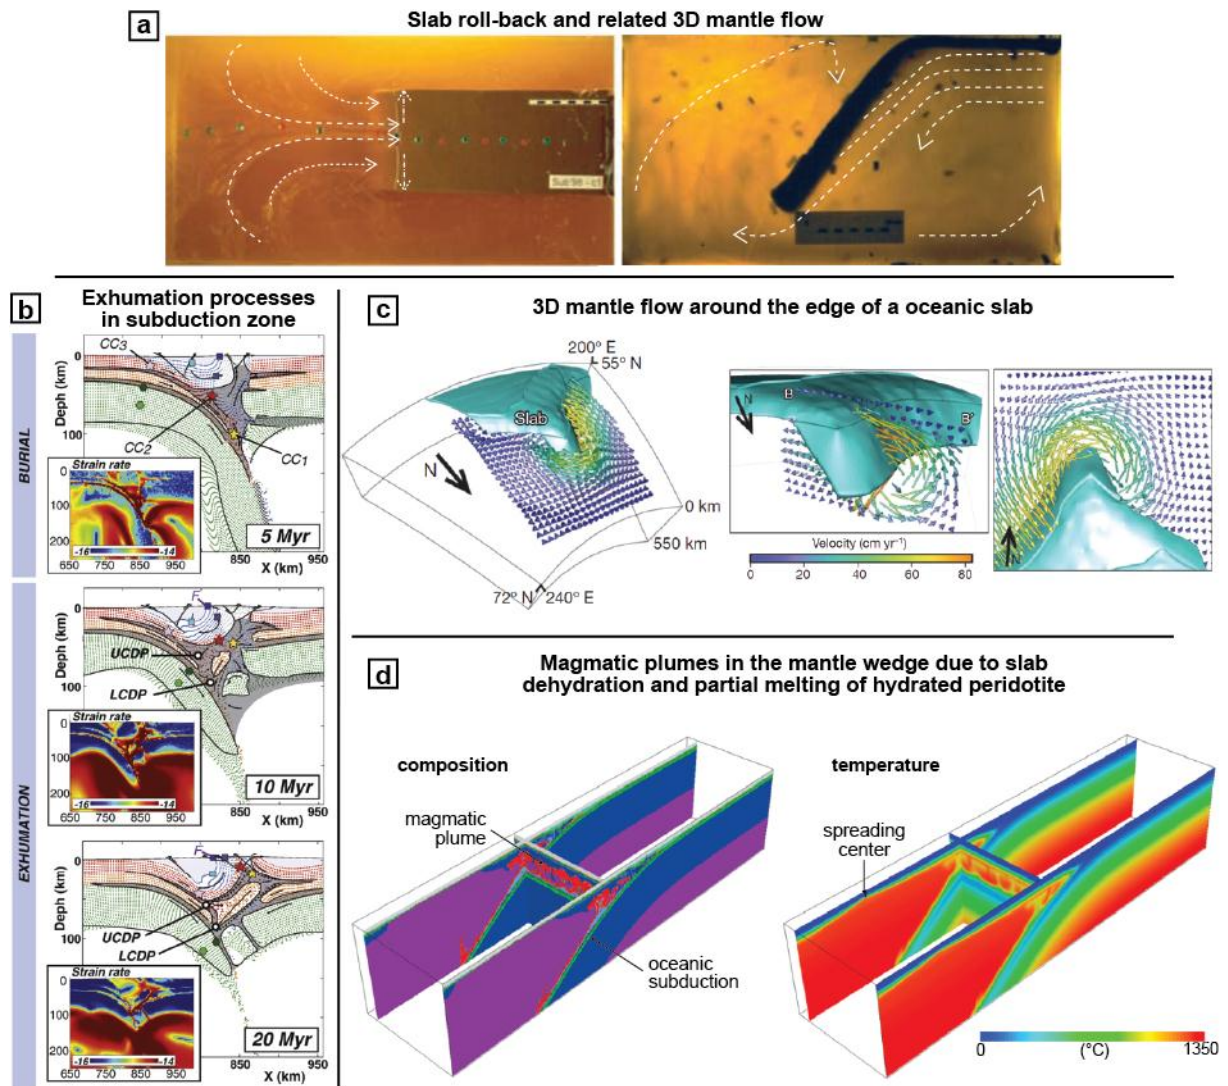 a
Slab roll-back and related 3D mantle flow
b
Exhumation processes
in subduction zone
BURIAL
EXHUMATION
CC3
CC2
CC1
0
100
Deph (km)
Strain rate
0
100
200
-16
-14
650 750 850 1000
5 Myr
850 950
X (km)
F
0
100
Deph (km)
UCDP
LCDP
Strain rate
0
100
200
-16
-14
650 750 850 1000
10 Myr
850 950
X (km)
F
0
100
Deph (km)
UCDP
LCDP
Strain rate
0
100
200
-16
-14
650 750 850 1000
20 Myr
850 950
X (km)
c
3D mantle flow around the edge of a oceanic slab
200° E
55° N
Slab
N
0 km
550 km
72° N
240° E
B
B'
N
Velocity (cm yr⁻¹)
0 20 40 60 80
N
d
Magmatic plumes in the mantle wedge due to slab
dehydration and partial melting of hydrated peridotite
composition
magmatic
plume
oceanic
subduction
temperature
spreading
center
0
(°C)
1350